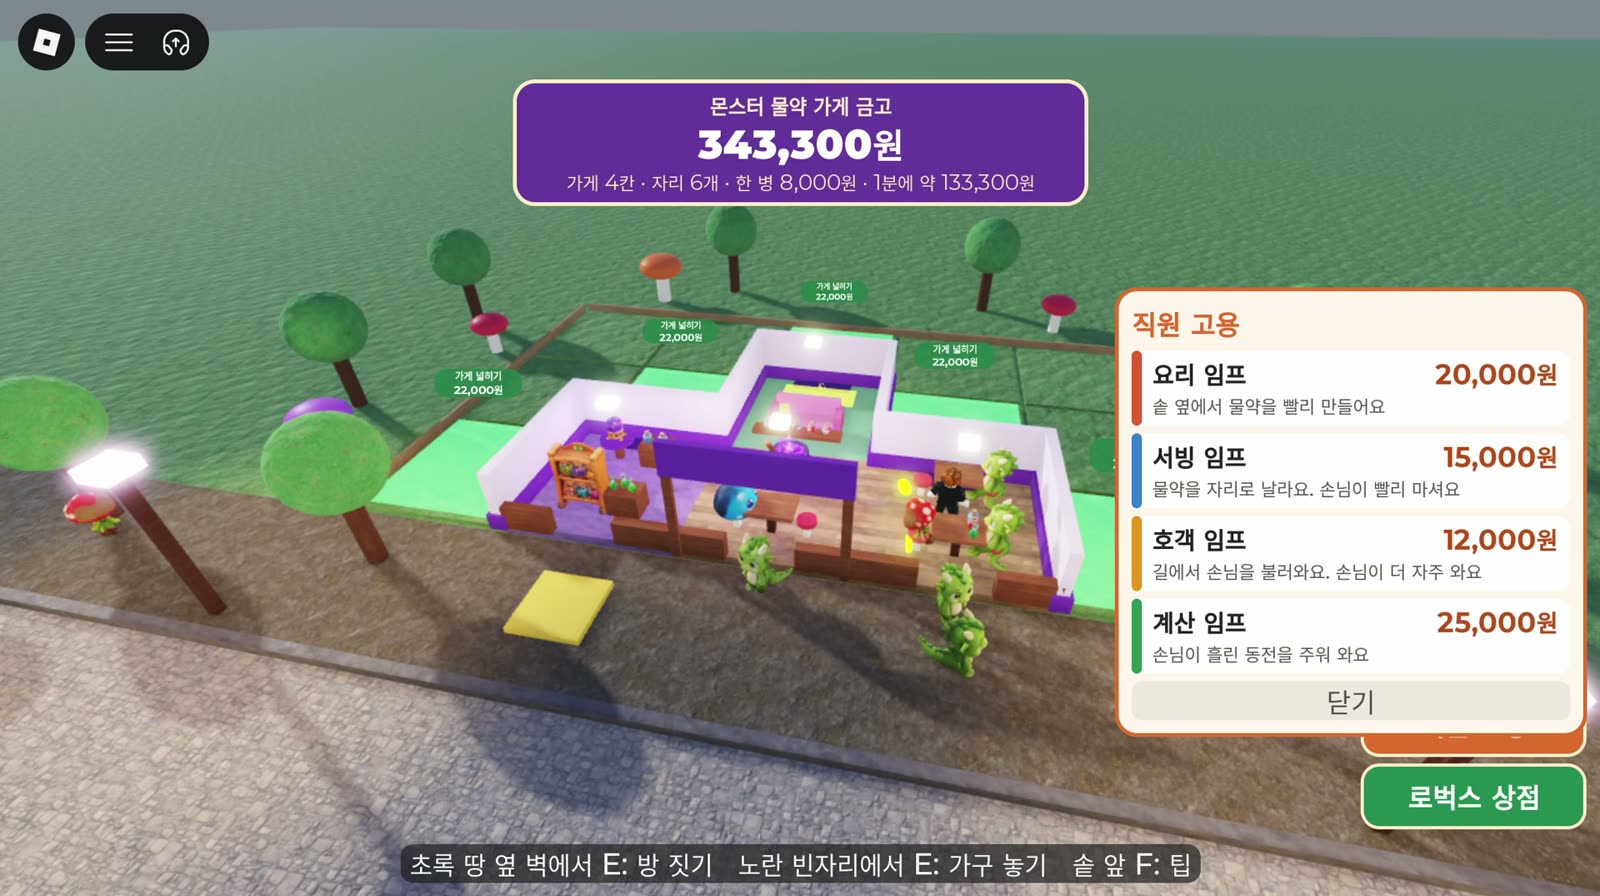 몬스터 물약 가게 금고
343,300원
가게 4칸 · 자리 6개 · 한 병 8,000원 · 1분에 약 133,300원
가게 넓히기
22,000원
가게 넓히기
22,000원
가게 넓히기
22,000원
가게 넓히기
22,000원
직원 고용
요리 임프 20,000원
솥 옆에서 물약을 빨리 만들어요
서빙 임프 15,000원
물약을 자리로 날라요. 손님이 빨리 마셔요
호객 임프 12,000원
길에서 손님을 불러와요. 손님이 더 자주 와요
계산 임프 25,000원
손님이 흘린 동전을 주워 와요
닫기
로벅스 상점
초록 땅 옆 벽에서 E: 방 짓기 노란 빈자리에서 E: 가구 놓기 솥 앞 F: 팁